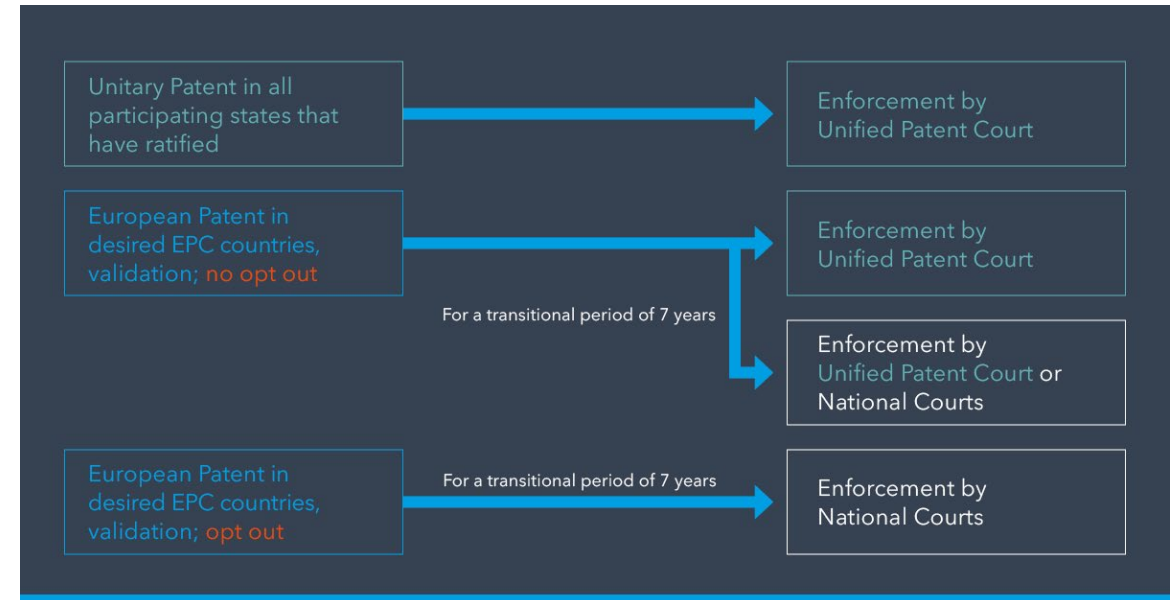 Unitary Patent in all
participating states that
have ratified
Enforcement by
Unified Patent Court
European Patent in
desired EPC countries,
validation; no opt out
Enforcement by
Unified Patent Court
For a transitional period of 7 years
Enforcement by
Unified Patent Court or
National Courts
European Patent in
desired EPC countries,
validation; opt out
For a transitional period of 7 years
Enforcement by
National Courts